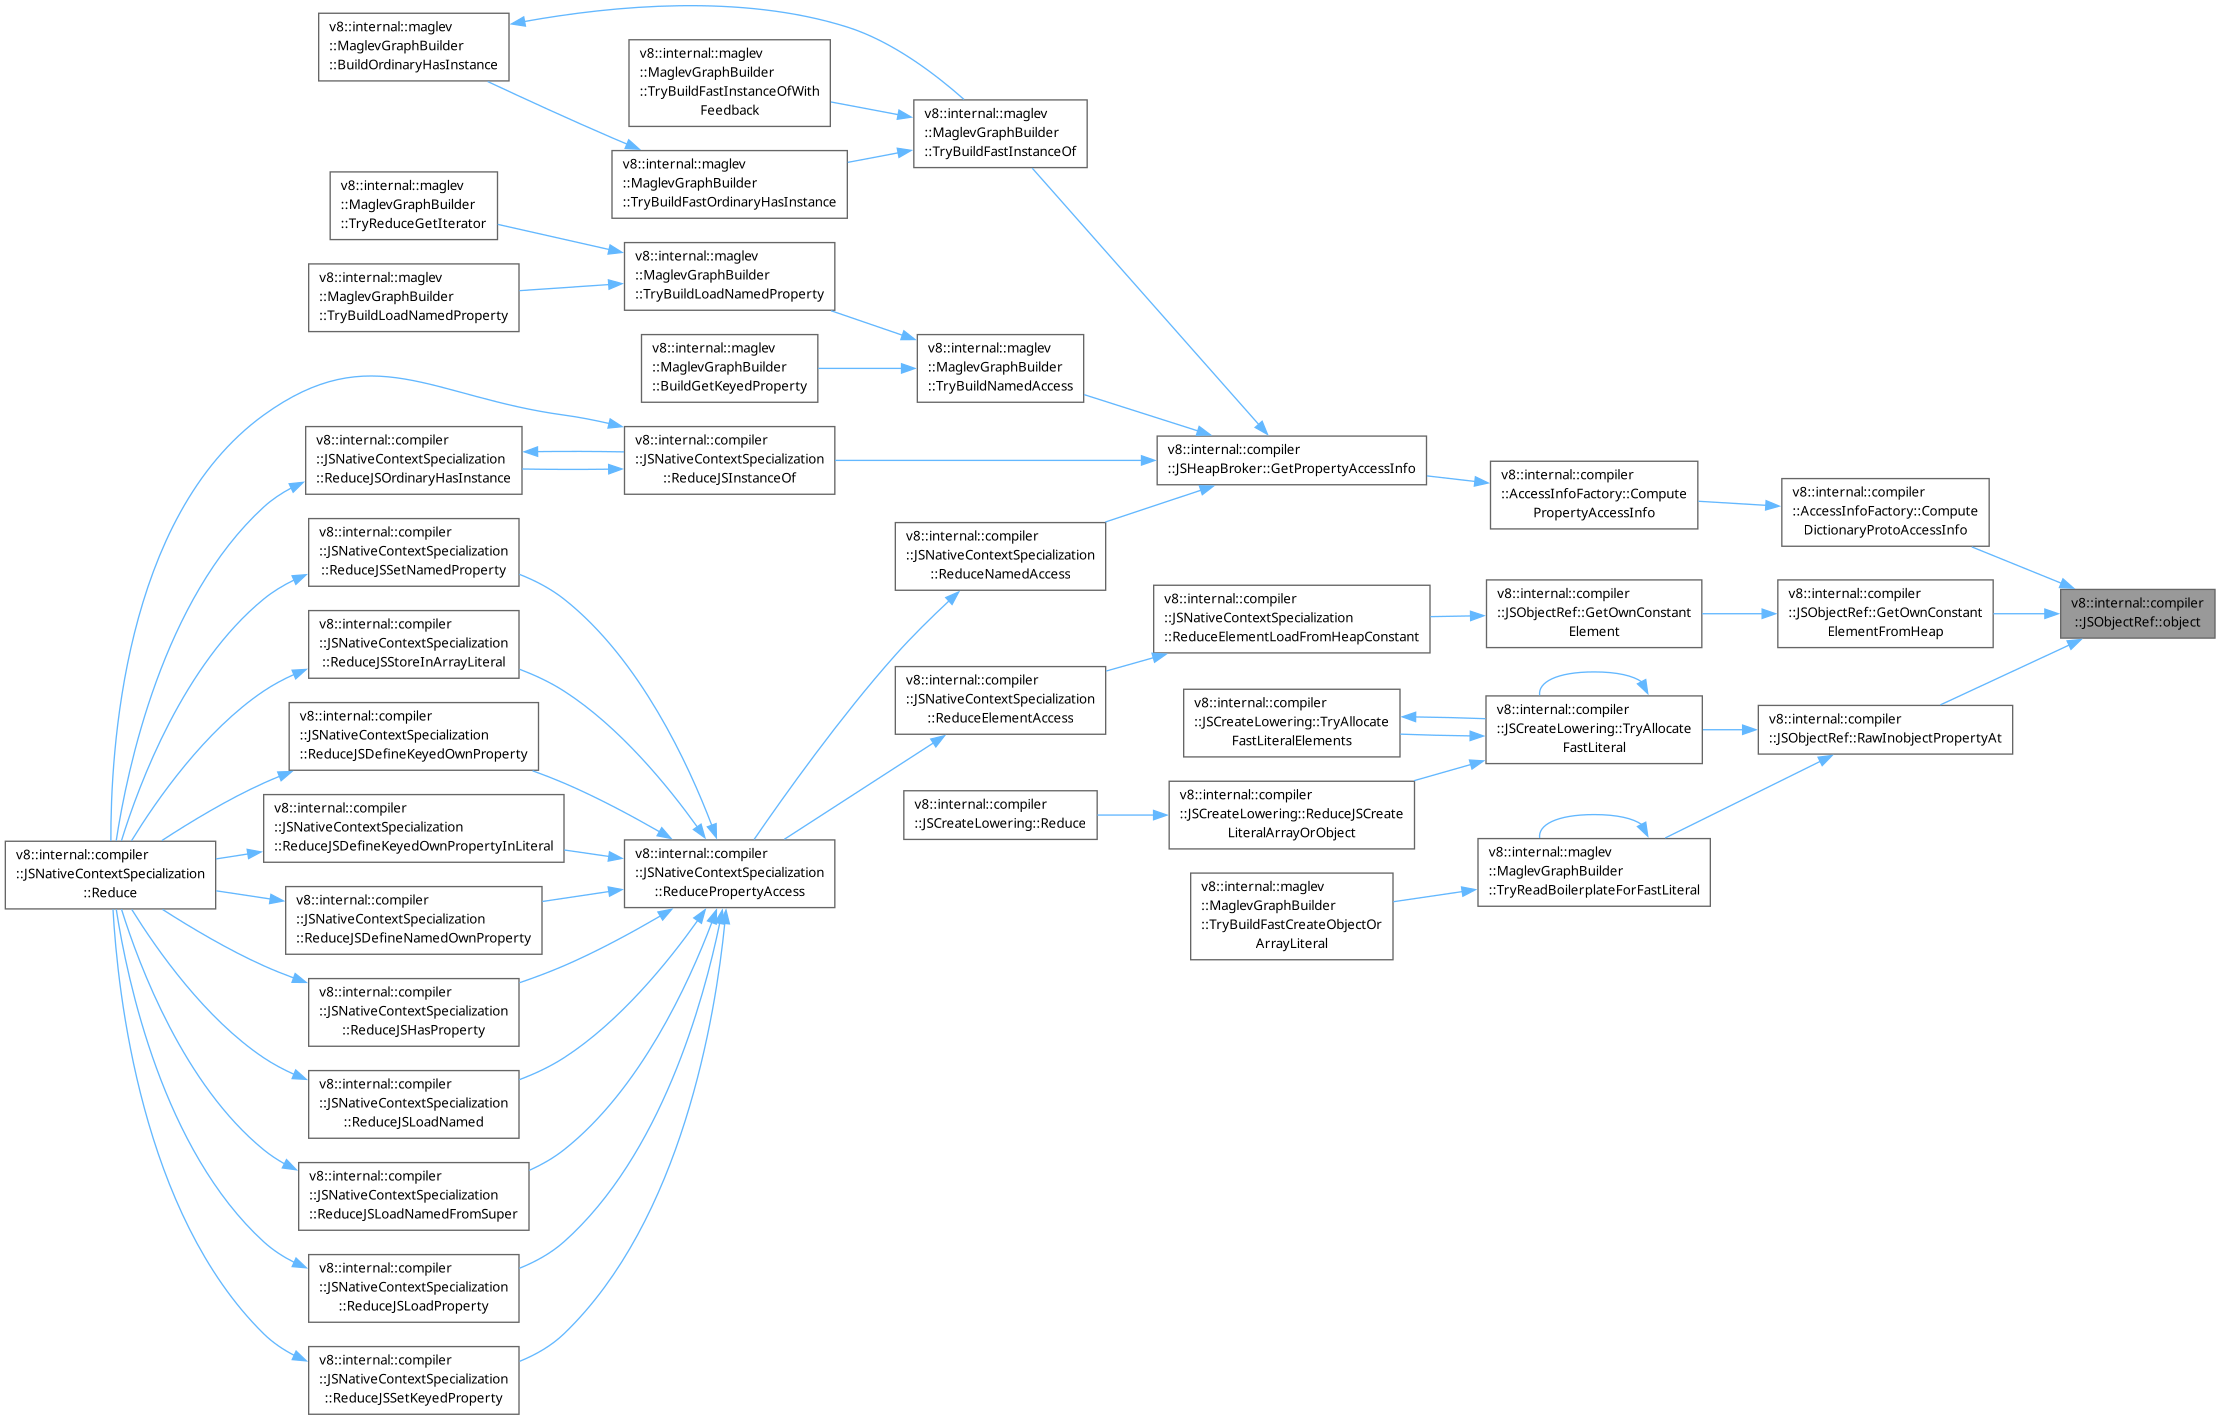 v8::internal::maglev
::MaglevGraphBuilder
::BuildOrdinaryHasInstance
v8::internal::maglev
::MaglevGraphBuilder
::TryBuildFastInstanceOfWith
Feedback
v8::internal::maglev
::MaglevGraphBuilder
::TryBuildFastInstanceOf
v8::internal::maglev
::MaglevGraphBuilder
::TryBuildFastOrdinaryHasInstance
v8::internal::maglev
::MaglevGraphBuilder
::TryReduceGetIterator
v8::internal::maglev
::MaglevGraphBuilder
::TryBuildLoadNamedProperty
v8::internal::maglev
::MaglevGraphBuilder
::TryBuildLoadNamedProperty
v8::internal::maglev
::MaglevGraphBuilder
::BuildGetKeyedProperty
v8::internal::maglev
::MaglevGraphBuilder
::TryBuildNamedAccess
v8::internal::compiler
::JSNativeContextSpecialization
::ReduceJSOrdinaryHasInstance
v8::internal::compiler
::JSNativeContextSpecialization
::ReduceJSInstanceOf
v8::internal::compiler
::JSHeapBroker::GetPropertyAccessInfo
v8::internal::compiler
::AccessInfoFactory::Compute
PropertyAccessInfo
v8::internal::compiler
::AccessInfoFactory::Compute
DictionaryProtoAccessInfo
v8::internal::compiler
::JSNativeContextSpecialization
::ReduceJSSetNamedProperty
v8::internal::compiler
::JSNativeContextSpecialization
::ReduceNamedAccess
v8::internal::compiler
::JSNativeContextSpecialization
::ReduceElementLoadFromHeapConstant
v8::internal::compiler
::JSObjectRef::GetOwnConstant
Element
v8::internal::compiler
::JSObjectRef::GetOwnConstant
ElementFromHeap
v8::internal::compiler
::JSObjectRef::object
v8::internal::compiler
::JSNativeContextSpecialization
::ReduceJSStoreInArrayLiteral
v8::internal::compiler
::JSNativeContextSpecialization
::ReduceElementAccess
v8::internal::compiler
::JSCreateLowering::TryAllocate
FastLiteralElements
v8::internal::compiler
::JSCreateLowering::TryAllocate
FastLiteral
v8::internal::compiler
::JSObjectRef::RawInobjectPropertyAt
v8::internal::compiler
::JSNativeContextSpecialization
::ReduceJSDefineKeyedOwnProperty
v8::internal::compiler
::JSCreateLowering::Reduce
v8::internal::compiler
::JSCreateLowering::ReduceJSCreate
LiteralArrayOrObject
v8::internal::compiler
::JSNativeContextSpecialization
::ReduceJSDefineKeyedOwnPropertyInLiteral
v8::internal::compiler
::JSNativeContextSpecialization
::Reduce
v8::internal::compiler
::JSNativeContextSpecialization
::ReducePropertyAccess
v8::internal::maglev
::MaglevGraphBuilder
::TryReadBoilerplateForFastLiteral
v8::internal::maglev
::MaglevGraphBuilder
::TryBuildFastCreateObjectOr
ArrayLiteral
v8::internal::compiler
::JSNativeContextSpecialization
::ReduceJSDefineNamedOwnProperty
v8::internal::compiler
::JSNativeContextSpecialization
::ReduceJSHasProperty
v8::internal::compiler
::JSNativeContextSpecialization
::ReduceJSLoadNamed
v8::internal::compiler
::JSNativeContextSpecialization
::ReduceJSLoadNamedFromSuper
v8::internal::compiler
::JSNativeContextSpecialization
::ReduceJSLoadProperty
v8::internal::compiler
::JSNativeContextSpecialization
::ReduceJSSetKeyedProperty